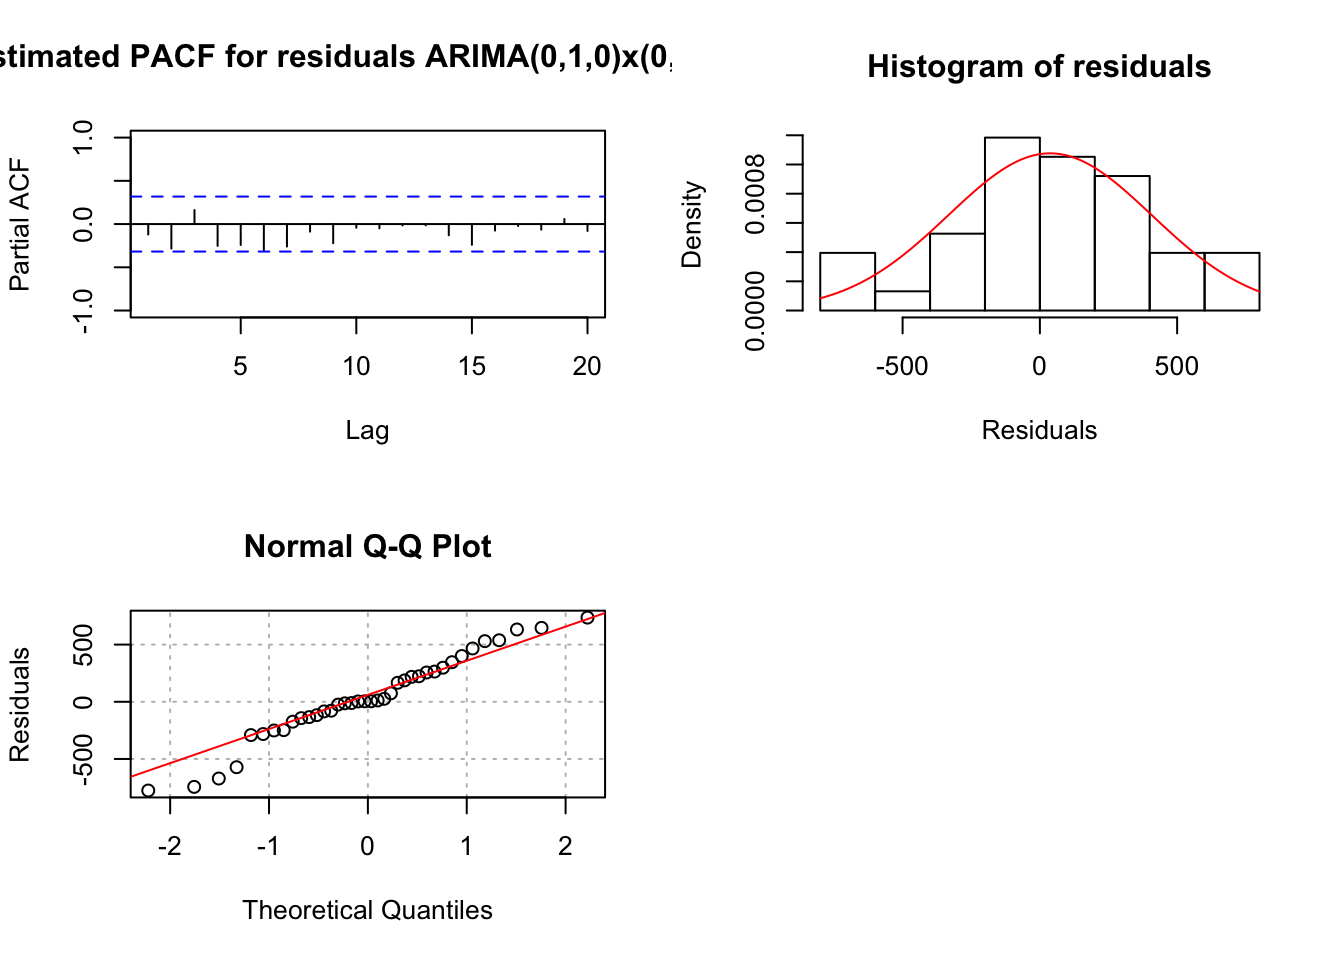 stimated PACF for residuals ARIMA(0,1,0)x(0,
Partial ACF
1.0
0.0
-1.0
5 10 15 20
Lag
Histogram of residuals
Density
0.0008
0.0000
-500 0 500
Residuals
Normal Q-Q Plot
Residuals
500
0
-500
-2 -1 0 1 2
Theoretical Quantiles